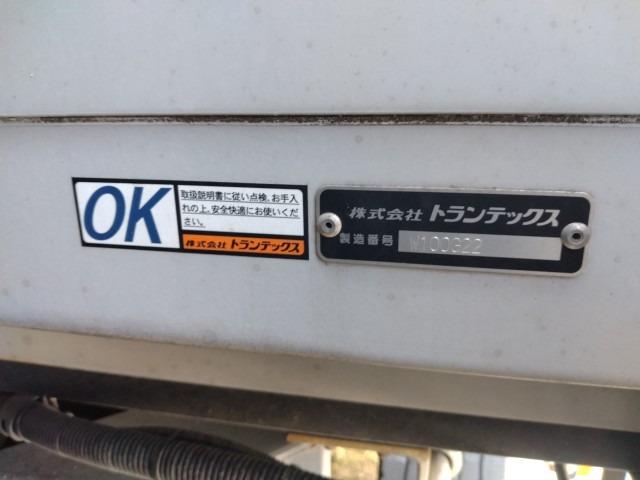 OK
取扱説明書に従い点検、お手入
れの上、安全快適にお使いくだ
さい。
株式会社 トランテックス
株式会社 トランテックス
製造番号